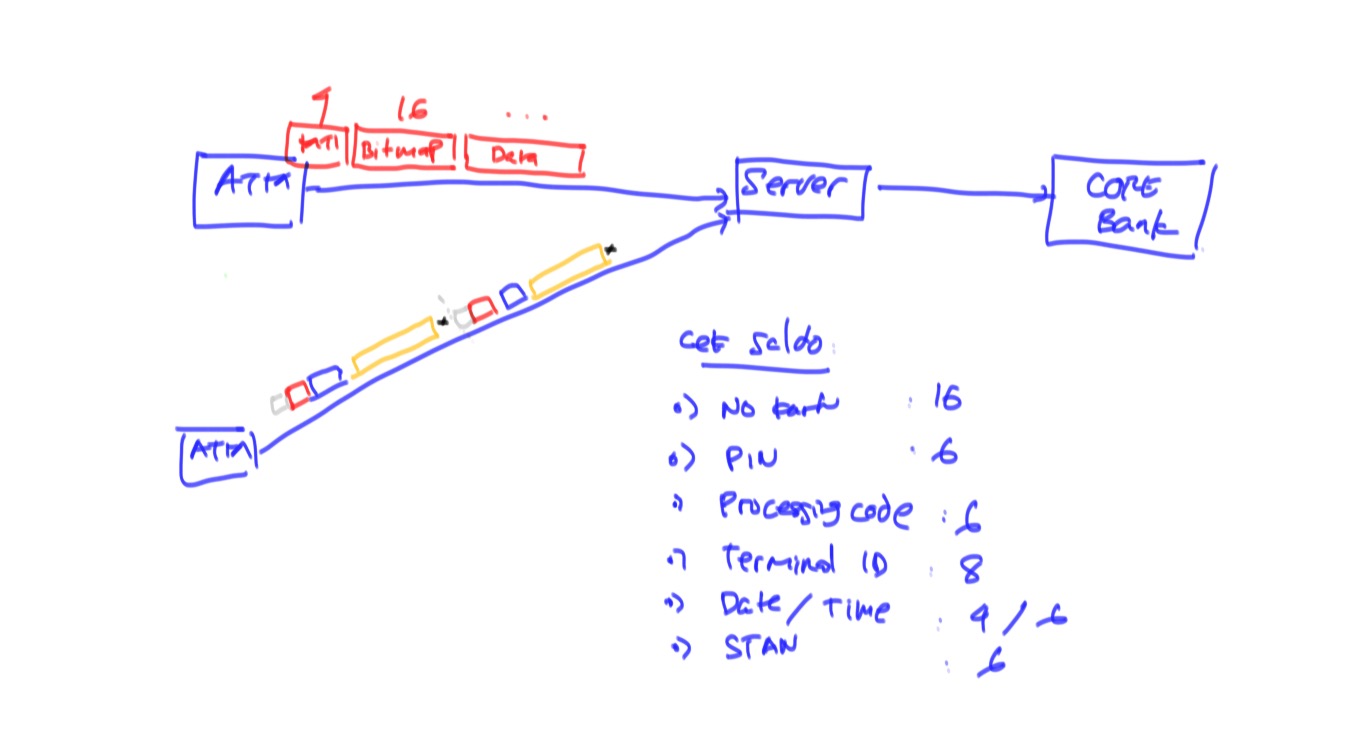 4 16 ...
MTI Bitmap Data
ATM
Server
CORE
Bank
ATM
cek saldo :
•) No kartu : 16
•) PIN : 6
•) Processing code : 6
•) Terminal ID : 8
•) Date / Time : 4 / 6
•) STAN : 6